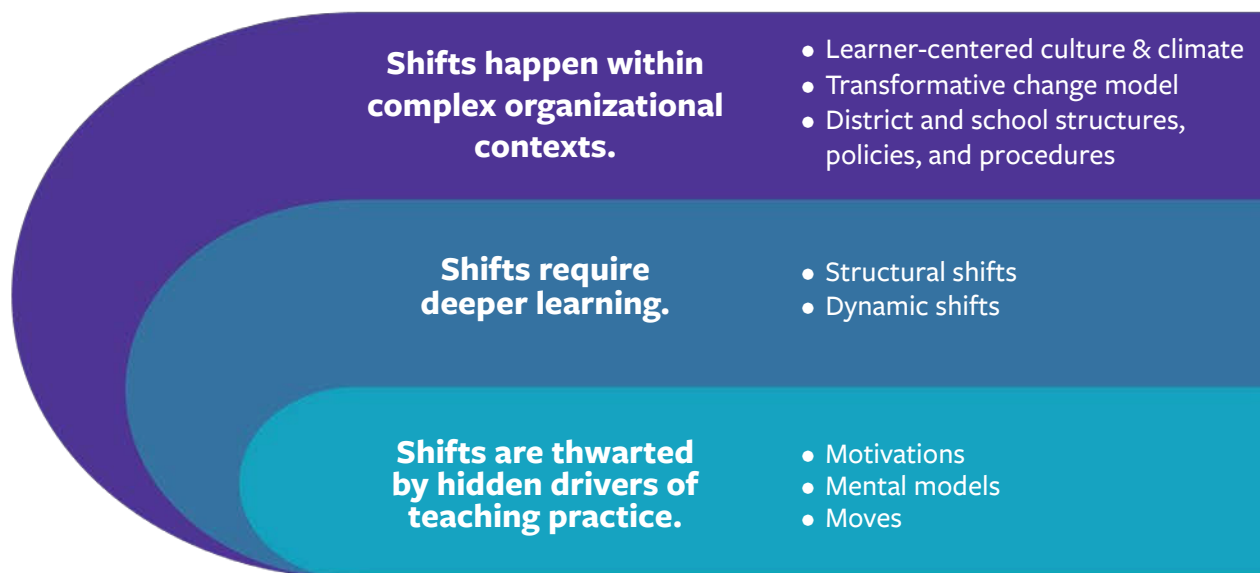 Shifts happen within
complex organizational
contexts.
• Learner-centered culture & climate
• Transformative change model
• District and school structures,
policies, and procedures
Shifts require
deeper learning.
• Structural shifts
• Dynamic shifts
Shifts are thwarted
by hidden drivers of
teaching practice.
• Motivations
• Mental models
• Moves